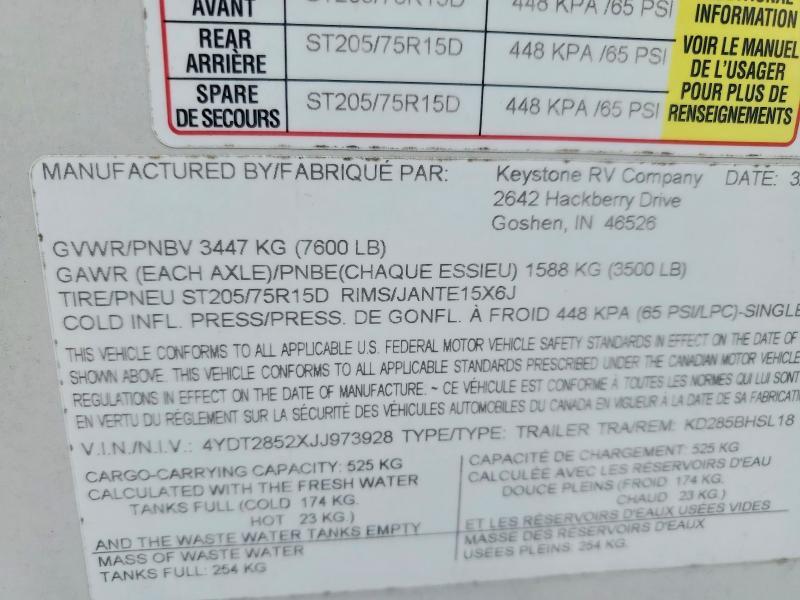 AVANT ST205/75R15D 448 KPA /65 PSI
INFORMATION
REAR
ARRIÈRE
ST205/75R15D 448 KPA /65 PSI
VOIR LE MANUEL
DE L'USAGER
POUR PLUS DE
RENSEIGNEMENTS
SPARE
DE SECOURS
ST205/75R15D 448 KPA /65 PSI
MANUFACTURED BY/FABRIQUÉ PAR: Keystone RV Company DATE:
2642 Hackberry Drive
Goshen, IN 46526
GVWR/PNBV 3447 KG (7600 LB)
GAWR (EACH AXLE)/PNBE(CHAQUE ESSIEU) 1588 KG (3500 LB)
TIRE/PNEU ST205/75R15D RIMS/JANTE15X6J
COLD INFL. PRESS/PRESS. DE GONFL. À FROID 448 KPA (65 PSI/LPC)-SINGLE
THIS VEHICLE CONFORMS TO ALL APPLICABLE U.S. FEDERAL MOTOR VEHICLE SAFETY STANDARDS IN EFFECT ON THE DATE OF
SHOWN ABOVE. THIS VEHICLE CONFORMS TO ALL APPLICABLE STANDARDS PRESCRIBED UNDER THE CANADIAN MOTOR VEHICLE
REGULATIONS IN EFFECT ON THE DATE OF MANUFACTURE. ~ CE VÉHICULE EST CONFORME À TOUTES LES NORMES QUI LUI SONT
EN VERTU DU RÉGLEMENT SUR LA SÉCURITÉ DES VÉHICULES AUTOMOBILES DU CANADA EN VIGUEUR À LA DATE DE SA FABRICATION
V.I.N./N.I.V.: 4YDT2852XJJ973928 TYPE/TYPE: TRAILER TRA/REM: KD285BHSL18
CARGO-CARRYING CAPACITY: 525 KG
CALCULATED WITH THE FRESH WATER
TANKS FULL (COLD 174 KG.
HOT 23 KG.)
AND THE WASTE WATER TANKS EMPTY
MASS OF WASTE WATER
TANKS FULL: 254 KG
CAPACITÉ DE CHARGEMENT: 525 KG
CALCULÉE AVEC LES RÉSERVOIRS D'EAU
DOUCE PLEINS (FROID 174 KG.
CHAUD 23 KG.)
ET LES RÉSERVOIRS D'EAUX USÉES VIDES
MASSE DES RÉSERVOIRS D'EAUX
USÉES PLEINS: 254 KG.